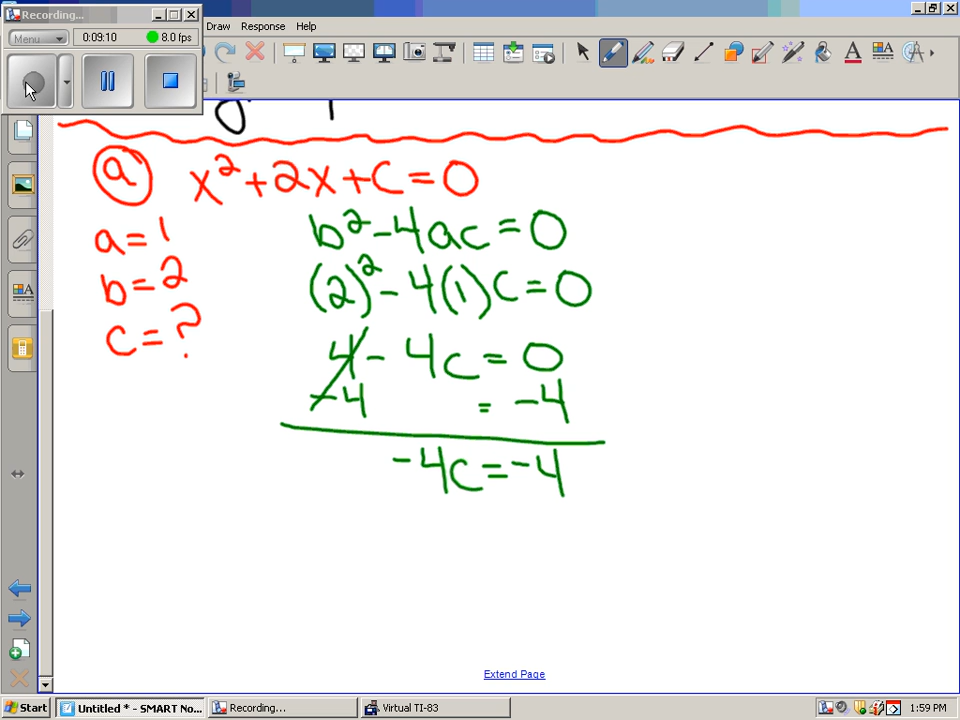 Recording...
Menu
0:09:10
8.0 fps
Draw Response Help
a x²+2x+c=0
a=1
b=2
c=?
b²-4ac=0
(2)²-4(1)c=0
4-4c=0
-4 = -4
-4c=-4
Extend Page
Start
Untitled * - SMART No...
Recording...
Virtual TI-83
1:59 PM